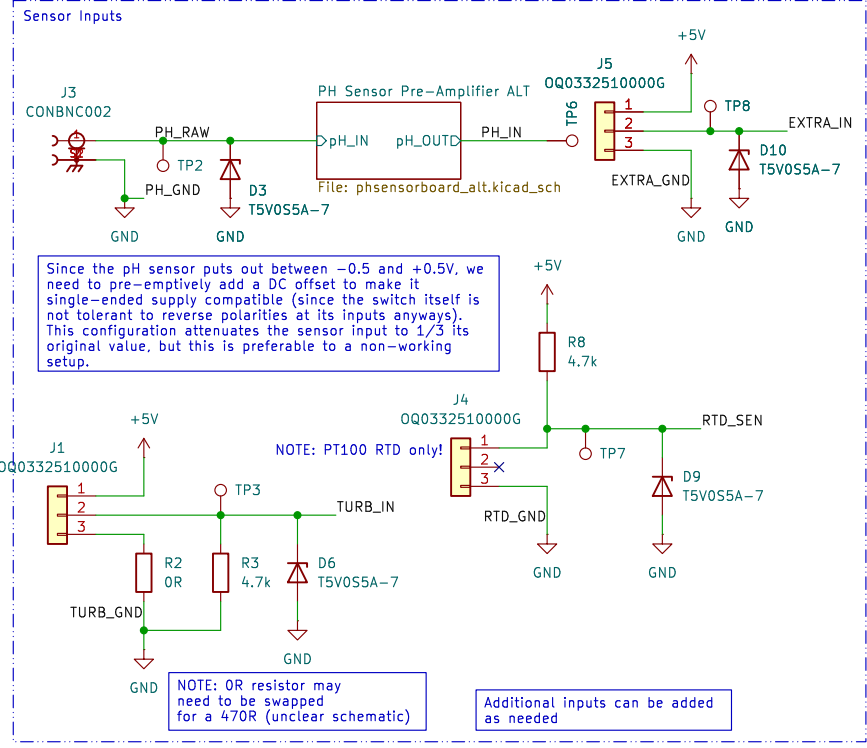 Sensor Inputs
J3
CONBNC002
PH_RAW
TP2
PH_GND
GND
D3
T5V0S5A-7
GND
PH Sensor Pre-Amplifier ALT
pH_IN
pH_OUT
File: phsensorboard_alt.kicad_sch
PH_IN
TP6
J5
OQ0332510000G
1
2
3
+5V
TP8
EXTRA_IN
D10
T5V0S5A-7
GND
EXTRA_GND
GND
Since the pH sensor puts out between -0.5 and +0.5V, we
need to pre-emptively add a DC offset to make it
single-ended supply compatible (since the switch itself is
not tolerant to reverse polarities at its inputs anyways).
This configuration attenuates the sensor input to 1/3 its
original value, but this is preferable to a non-working
setup.
+5V
R8
4.7k
J4
OQ0332510000G
NOTE: PT100 RTD only!
1
2
3
RTD_SEN
TP7
D9
T5V0S5A-7
GND
RTD_GND
GND
+5V
J1
OQ0332510000G
1
2
3
TP3
TURB_IN
R2
0R
R3
4.7k
D6
T5V0S5A-7
TURB_GND
GND
GND
NOTE: 0R resistor may
need to be swapped
for a 470R (unclear schematic)
Additional inputs can be added
as needed